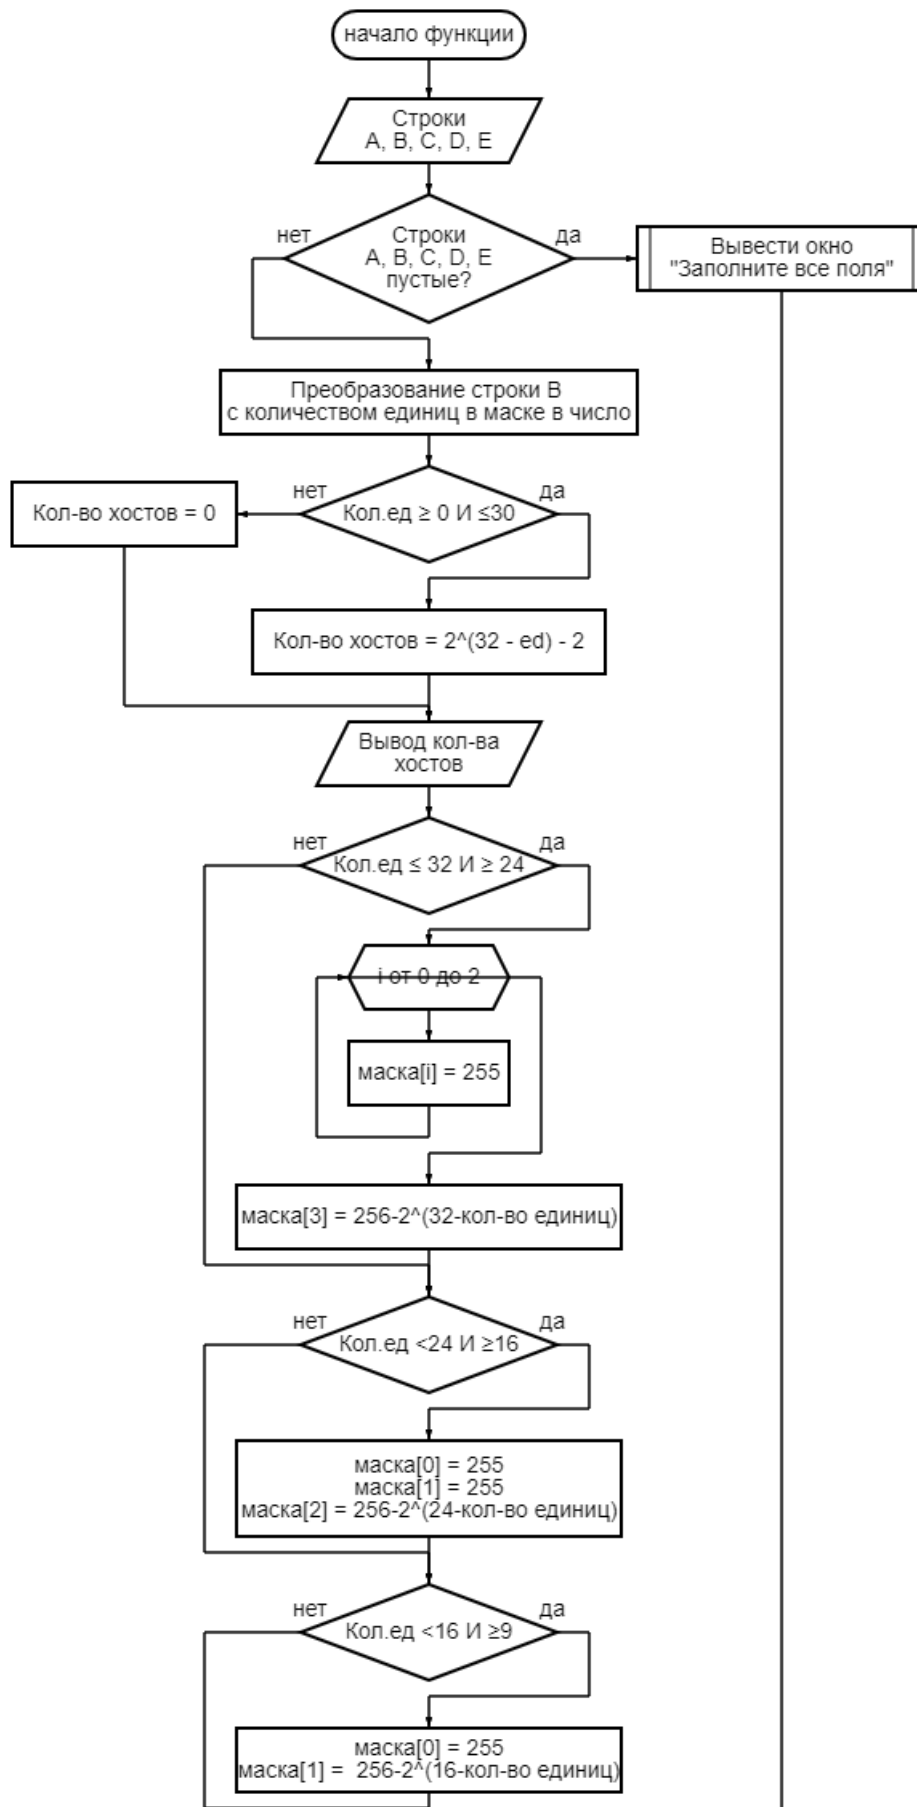 начало функции
Строки
A, B, C, D, E
нет
Строки
A, B, C, D, E
пустые?
да
Вывести окно
"Заполните все поля"
Преобразование строки B
с количеством единиц в маске в число
нет
Кол.ед ≥ 0 И ≤30
да
Кол-во хостов = 0
Кол-во хостов = 2^(32 - ed) - 2
Вывод кол-ва
хостов
нет
Кол.ед ≤ 32 И ≥ 24
да
i от 0 до 2
маска[i] = 255
маска[3] = 256-2^(32-кол-во единиц)
нет
Кол.ед <24 И ≥16
да
маска[0] = 255
маска[1] = 255
маска[2] = 256-2^(24-кол-во единиц)
нет
Кол.ед <16 И ≥9
да
маска[0] = 255
маска[1] =  256-2^(16-кол-во единиц)